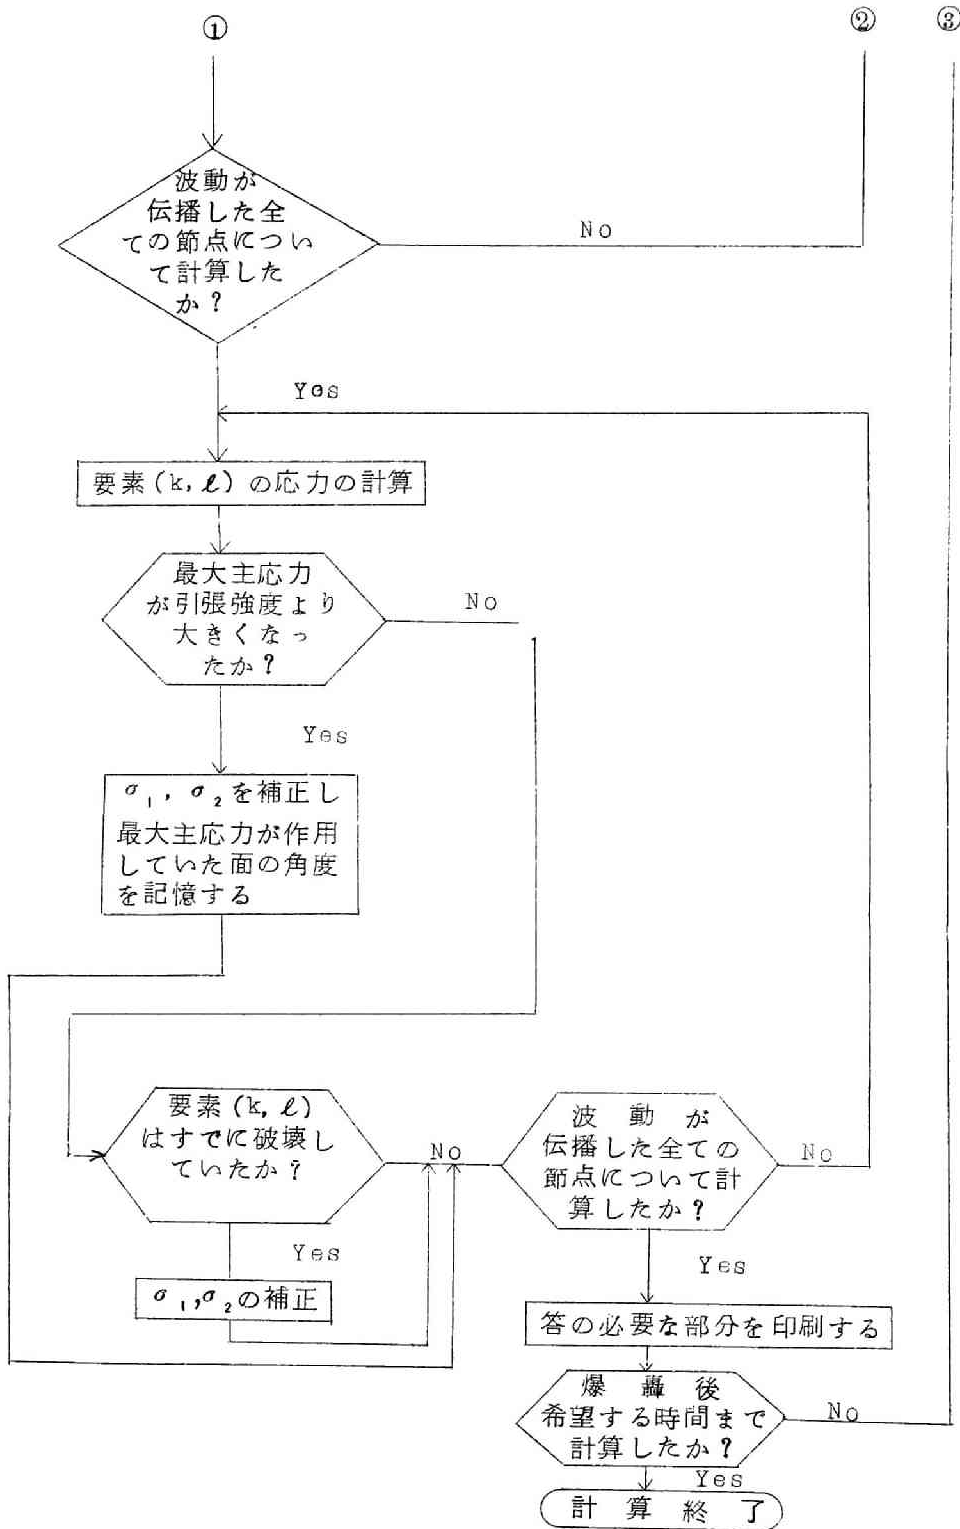 ①
②
③
波動が
伝播した全
ての節点につい
て計算した
か?
No
Yes
要素(k,ℓ)の応力の計算
最大主応力
が引張強度より
大きくなっ
たか?
No
Yes
σ₁, σ₂を補正し
最大主応力が作用
していた面の角度
を記憶する
要素(k,ℓ)
はすでに破壊し
ていたか?
No
波動が
伝播した全ての
節点について計
算したか?
No
Yes
σ₁,σ₂の補正
Yes
答の必要な部分を印刷する
爆轟後
希望する時間まで
計算したか?
No
Yes
計算終了